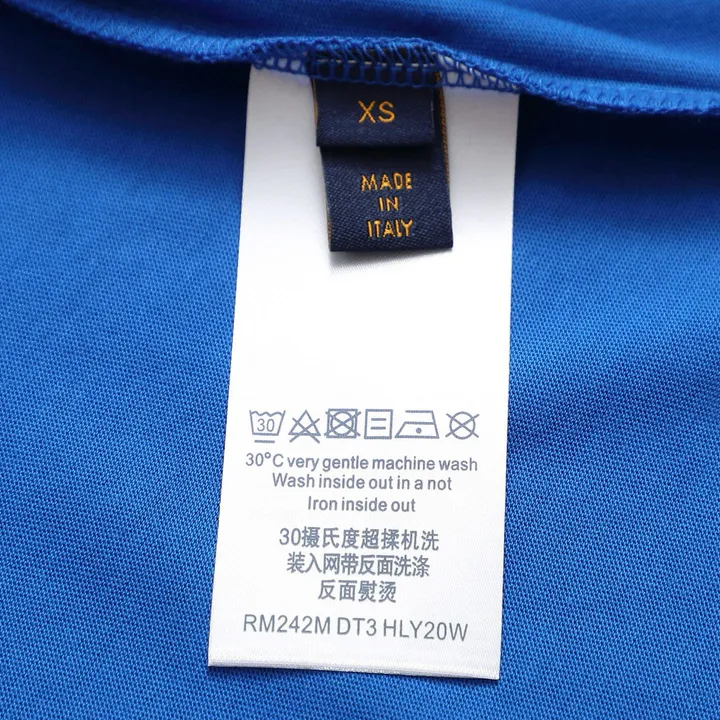 XS
MADE
IN
ITALY
30
30°C very gentle machine wash
Wash inside out in a not
Iron inside out
30摄氏度超揉机洗
装入网带反面洗涤
反面熨烫
RM242M DT3 HLY20W